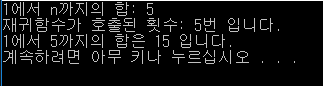 1에서 n까지의 합: 5
재귀함수가 호출된 횟수: 5번 입니다.
1에서 5까지의 합은 15 입니다.
계속하려면 아무 키나 누르십시오 . . .